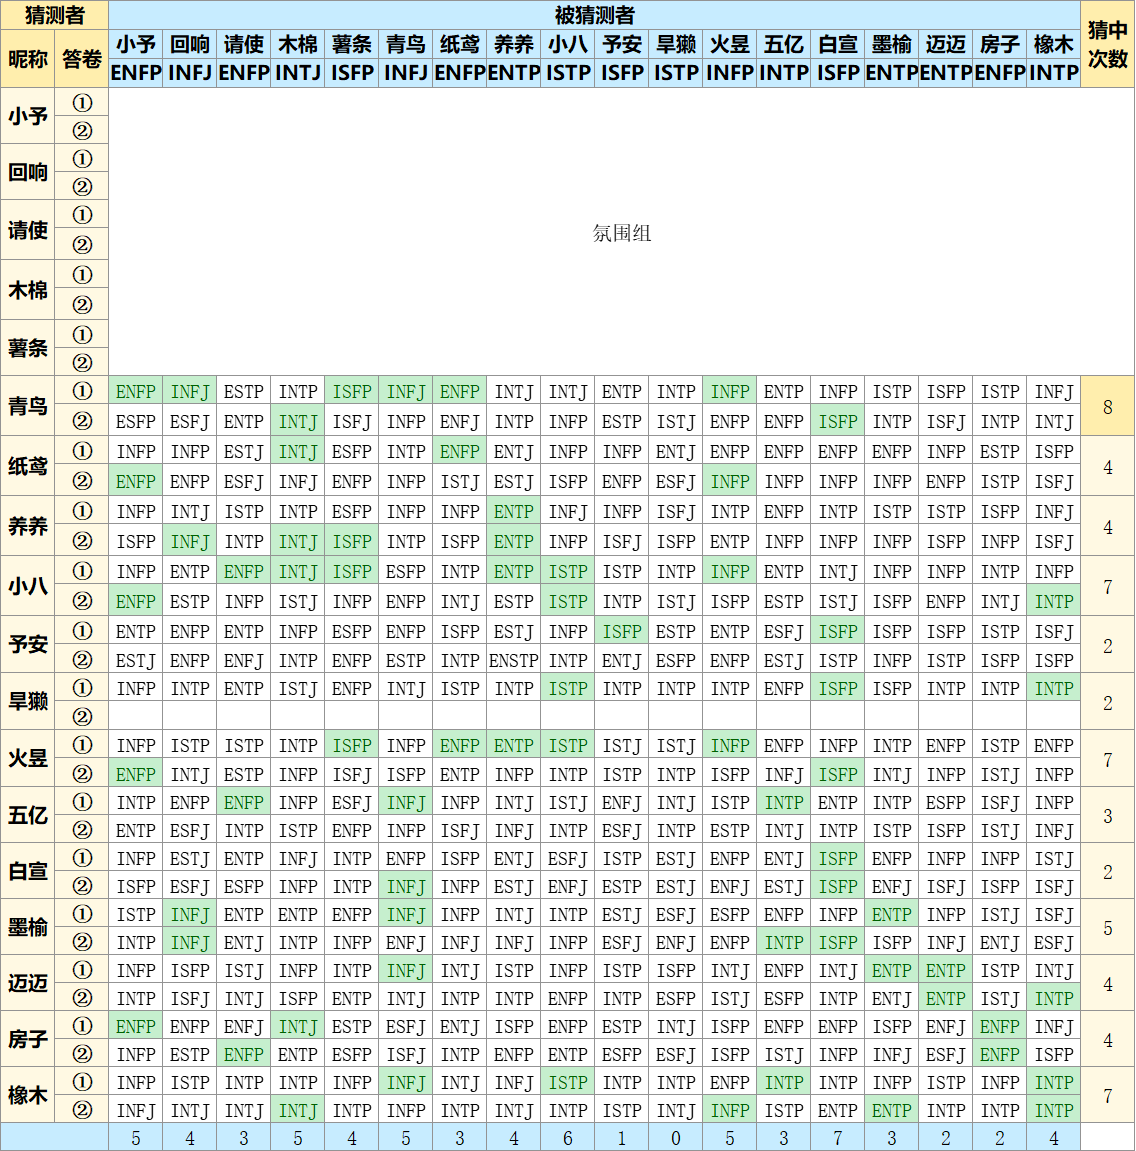 猜测者 被猜测者 猜中次数
昵称 答卷 小予 回响 请使 木棉 薯条 青鸟 纸鸢 养养 小八 予安 旱獭 火昱 五亿 白宣 墨榆 迈迈 房子 橡木
ENFP INFJ ENFP INTJ ISFP INFJ ENFP ENTP ISTP ISFP ISTP INFP INTP ISFP ENTP ENTP ENFP INTP
小予 ①
②
回响 ①
②
请使 ①
②
氛围组
木棉 ①
②
薯条 ①
②
青鸟 ① ENFP INFJ ESTP INTP ISFP INFJ ENFP INTJ INTJ ENTP INTP INFP ENTP INFP ISTP ISFP ISTP INFJ 8
② ESFP ESFJ ENTP INTJ ISFJ INFP ENFJ INTP INFP ESTP ISTJ ENFP ENFP ISFP INTP ISFJ INTP INTJ
纸鸢 ① INFP INFP ESTJ INTJ ESFP INTP ENFP ENTJ INFP INFP ENTJ ENFP ENFP ENFP ENFP INFP ESTP ISFP 4
② ENFP ENFP ESFJ INFJ ENFP INFP ISTJ ESTJ ISFP ENFP ESFJ INFP INFP INFP INFP ENFP ISTP ISFJ
养养 ① INFP INTJ ISTP INTP ESFP INFP INFP ENTP INFJ INFP ISFJ INTP ENFP INTP ISTP ISTP ISFP INFJ 4
② ISFP INFJ INTP INTJ ISFP INTP ISFP ENTP INFP ISFJ ISFP ENTP INFP INFP INFP ISFP INFP ISFJ
小八 ① INFP ENTP ENFP INTJ ISFP ESFP INTP ENTP ISTP ISTP INTP INFP ENTP INTJ INFP INFP INTP INFP 7
② ENFP ESTP INFP ISTJ INFP ENFP INTJ ESTP ISTP INTP ISTJ ISFP ESTP ISTJ ISFP ENFP INTJ INTP
予安 ① ENTP ENFP ENTP INFP ESFP ENFP ISFP ESTJ INFP ISFP ESTP ENTP ESFJ ISFP ISFP ISFP ISTP ISFJ 2
② ESTJ ENFP ENFJ INTP ENFP ESTP INTP ENSTP INTP ENTJ ESFP ENFP ESTJ ISTP INFP ISTP ISFP ISFP
旱獭 ① INFP INTP ENTP ISTJ ENFP INTJ ISTP INTP ISTP INTP INTP INTP ENFP ISFP ISFP INTP INTP INTP 2
②
火昱 ① INFP ISTP ISTP INTP ISFP INFP ENFP ENTP ISTP ISTJ ISTJ INFP ENFP INFP INTP ENFP ISTP ENFP 7
② ENFP INTJ ESTP INFP ISFJ ISFP ENTP INFP INTP ISTP INTP ISFP INFJ ISFP INTJ INFP ISTJ INFP
五亿 ① INTP ENFP ENFP INFP ESFJ INFJ INFP INTJ ISTJ ENFJ INTJ ISTP INTP ENTP INTP ESFP ISFJ INFP 3
② ENTP ESFJ INTP ISTP ENFP INFP ISFJ INFJ INTP ESFJ INTP ESTP INTJ INTP ISTP ISFP ISTJ INFJ
白宣 ① INFP ESTJ ENTP INFJ INTP ENFP ISFP ENTJ ESFJ ISTP ESTJ ENFP ENTJ ISFP ENFP INFP INFP ISTJ 2
② ISFP ESFJ ESFP INFP INTP INFJ INFP ESTJ ENFJ ESTP ESTJ ENFJ ESTJ ISFP ENFJ ISFJ ISFP ISFJ
墨榆 ① ISTP INFJ ENTP ENTP ENFP INFJ INFP INTJ INTP ESTJ ESFJ ESFP ENFP INFP ENTP INFP ISTJ ISFJ 5
② INTP INFJ ENTJ INTP INFP ENFJ INFJ INFJ INFP ESFJ ENFJ ENFP INTP ISFP ISFP INFJ ENTJ ESFJ
迈迈 ① INFP ISFP ISTJ INFP INTP INFJ INTJ ISTP INFP ISTP ISFP INTJ ENFP INTJ ENTP ENTP ISTP INTJ 4
② INTP ISFJ INTJ ISFP ENTP INTJ INTP INTP ENFP INTP ESFP ISTJ ESFP INTP ENTJ ENTP ISTJ INTP
房子 ① ENFP ENFP ENFJ INTJ ESTP ESFJ ENTJ ISFP ENFP ESTP INTJ ISFP ENFP ENFP ISFP ENFJ ENFP INFJ 4
② INFP ESTP ENFP ENTP ESFP ISFJ INTP ENFP ENTP ESFP ESFJ ISFP ISTJ INFP INFJ ESFJ ENFP ISFP
橡木 ① INFP ISTP INTP INTP INFP INFJ INTJ INFJ ISTP INTP INTP ENFP INTP INTP INFP ISTP INFP INTP 7
② INFJ INTJ INTJ INTJ INTP INFP INTP INTJ INTP ISTP INTJ INFP ISTP ENTP ENTP INTP INTP INTP
5 4 3 5 4 5 3 4 6 1 0 5 3 7 3 2 2 4